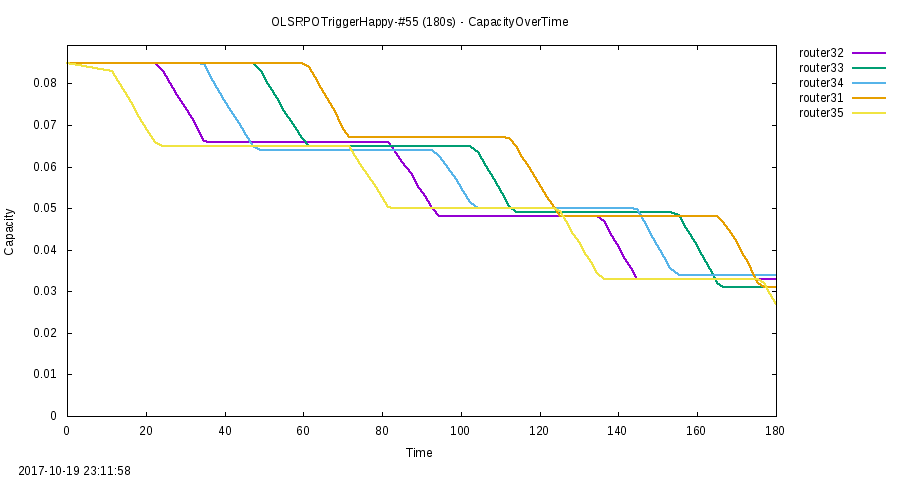 OLSRPOTriggerHappy-#55 (180s) - CapacityOverTime
router32
router33
router34
router31
router35
0.08
0.07
0.06
0.05
0.04
0.03
0.02
0.01
0
Capacity
0 20 40 60 80 100 120 140 160 180
Time
2017-10-19 23:11:58